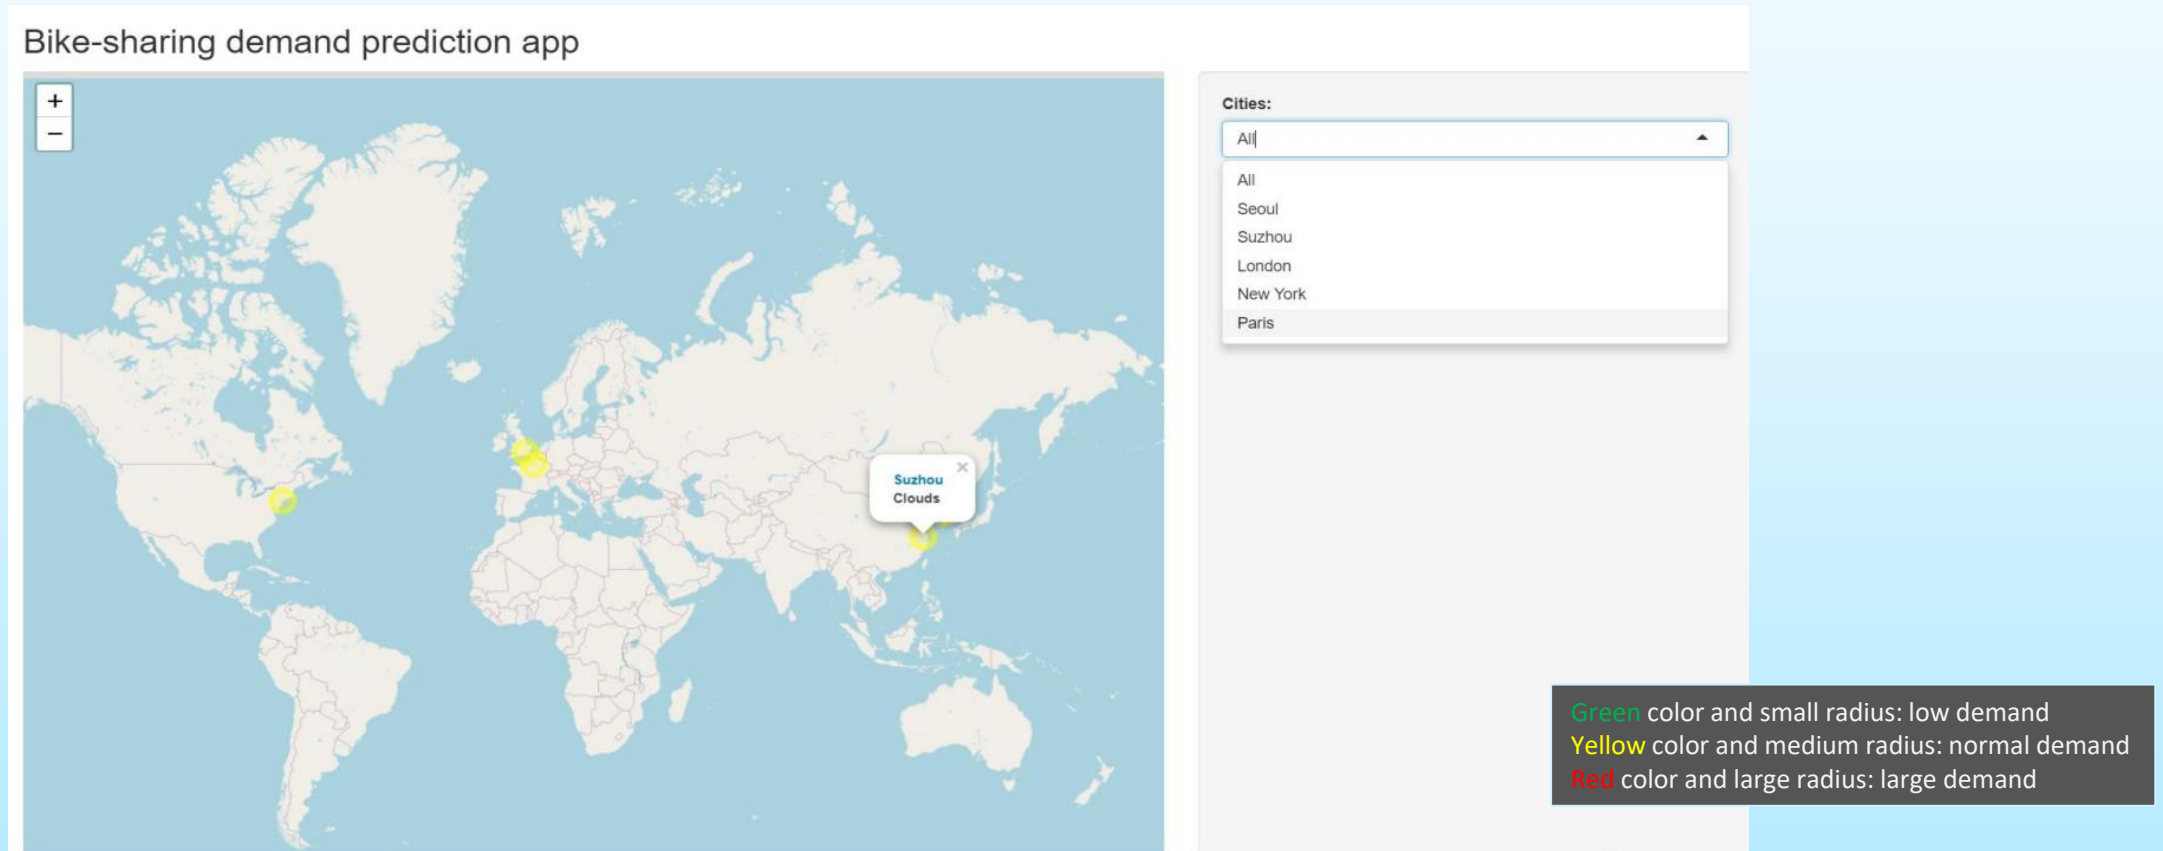 Bike-sharing demand prediction app
+
−
Cities:
All
All
Seoul
Suzhou
London
New York
Paris
Suzhou
Clouds
×
Green color and small radius: low demand
Yellow color and medium radius: normal demand
Red color and large radius: large demand